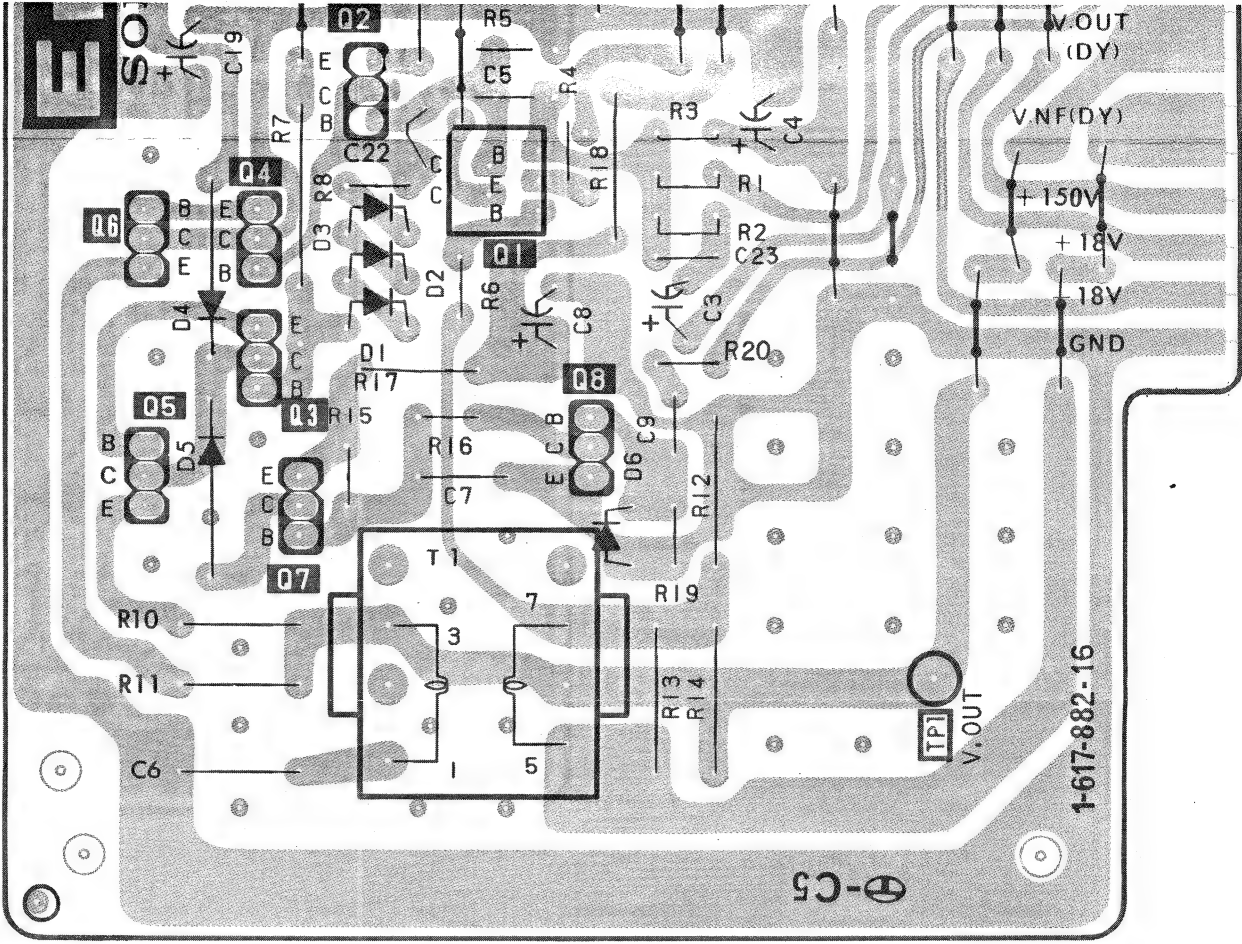 E
C19
Q2
E
C
B
C22
R5
C5
R4
R18
R3
C4
V.OUT
(DY)
V.NF(DY)
R7
R8
C
C
B
E
B
Q1
R1
R2
C23
+ 150V
+ 18V
- 18V
GND
Q4
Q6
B
C
E
E
C
B
D3
D2
D4
D1
R6
C8
C3
R20
E
C
B
Q3
R17
R15
R16
Q8
B
C
E
C9
D6
R12
Q5
B
C
E
D5
E
C
B
Q7
C7
T 1
3
7
1
5
R19
R10
R11
C6
R13
R14
TP1
V.OUT
1-617-882-16
-C5